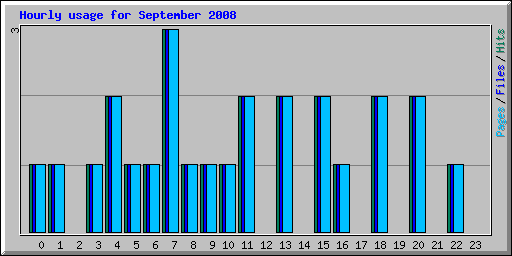 Hourly usage for September 2008
3
Pages/Files/Hits
0 1 2 3 4 5 6 7 8 9 10 11 12 13 14 15 16 17 18 19 20 21 22 23